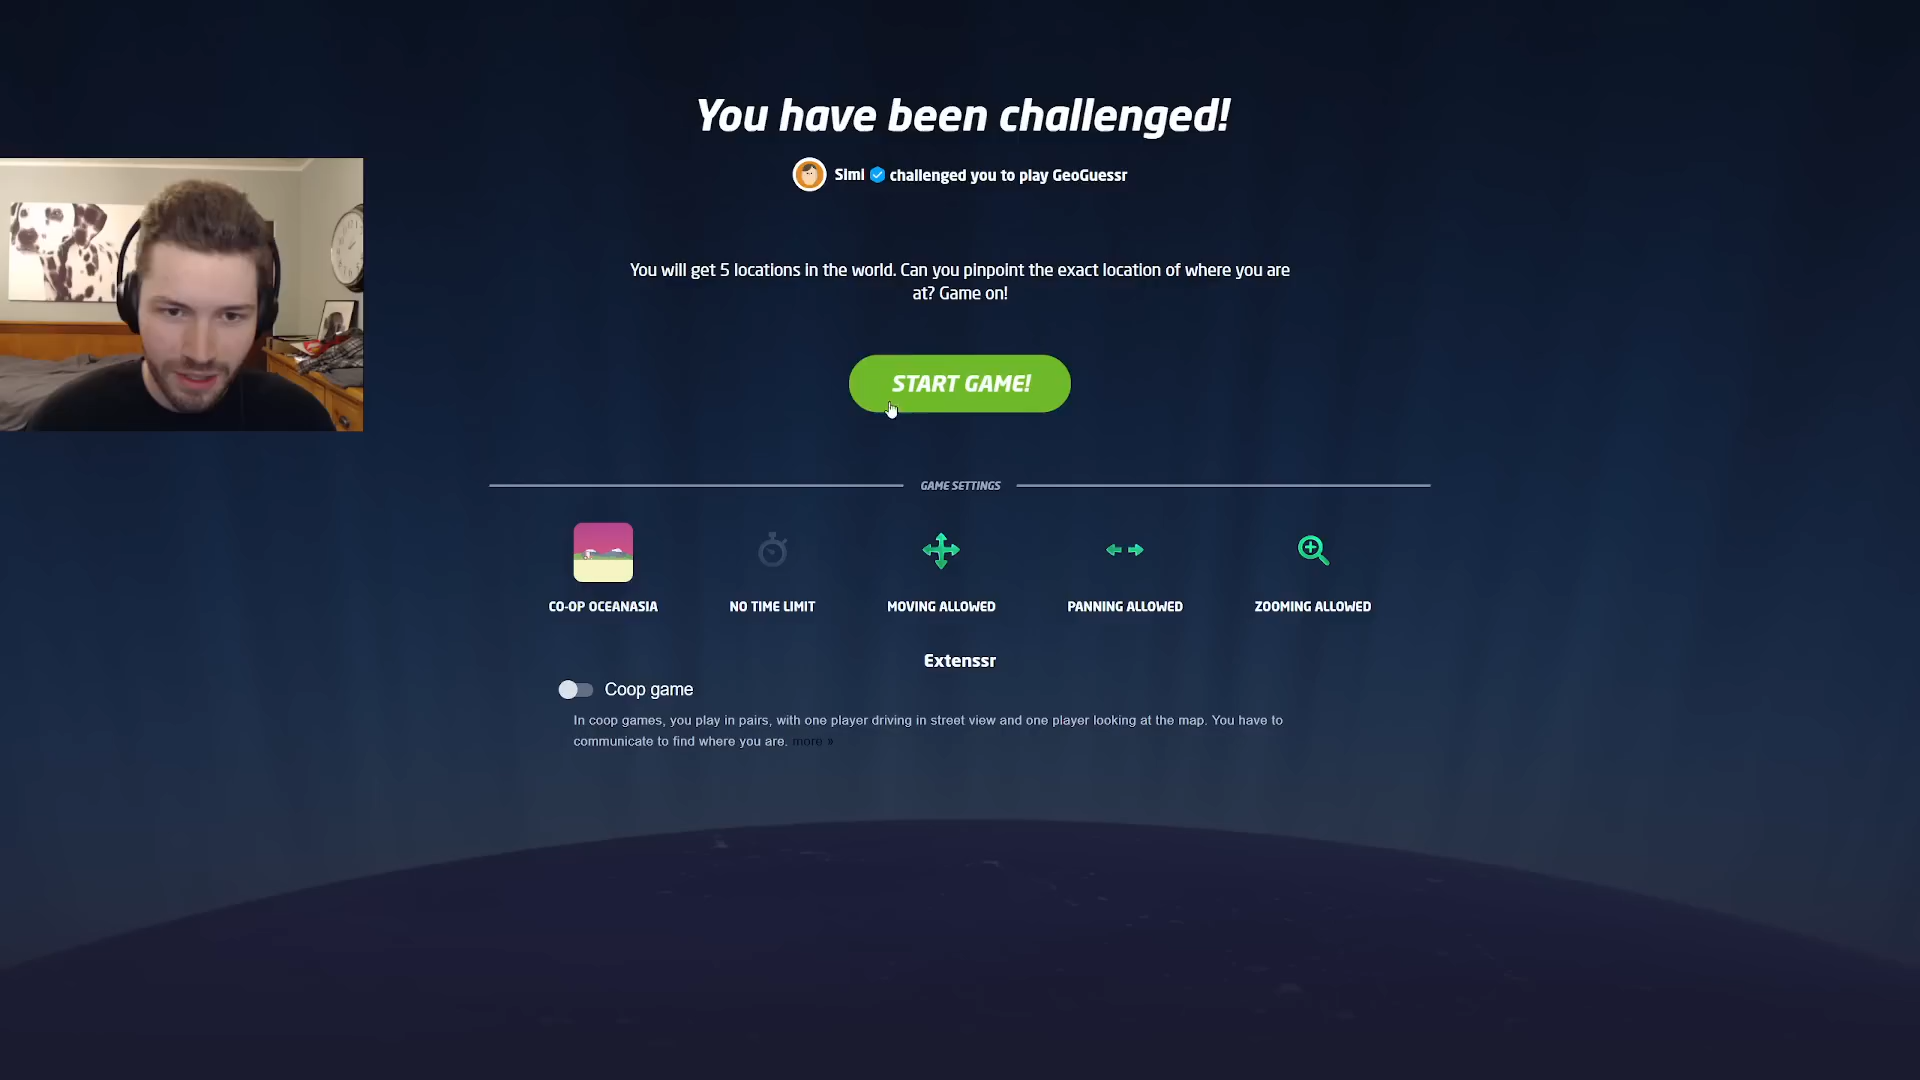 You have been challenged!
Simi challenged you to play GeoGuessr
You will get 5 locations in the world. Can you pinpoint the exact location of where you are
at? Game on!
START GAME!
GAME SETTINGS
CO-OP OCEANASIA
NO TIME LIMIT
MOVING ALLOWED
PANNING ALLOWED
ZOOMING ALLOWED
Extenssr
Coop game
In coop games, you play in pairs, with one player driving in street view and one player looking at the map. You have to
communicate to find where you are. more »